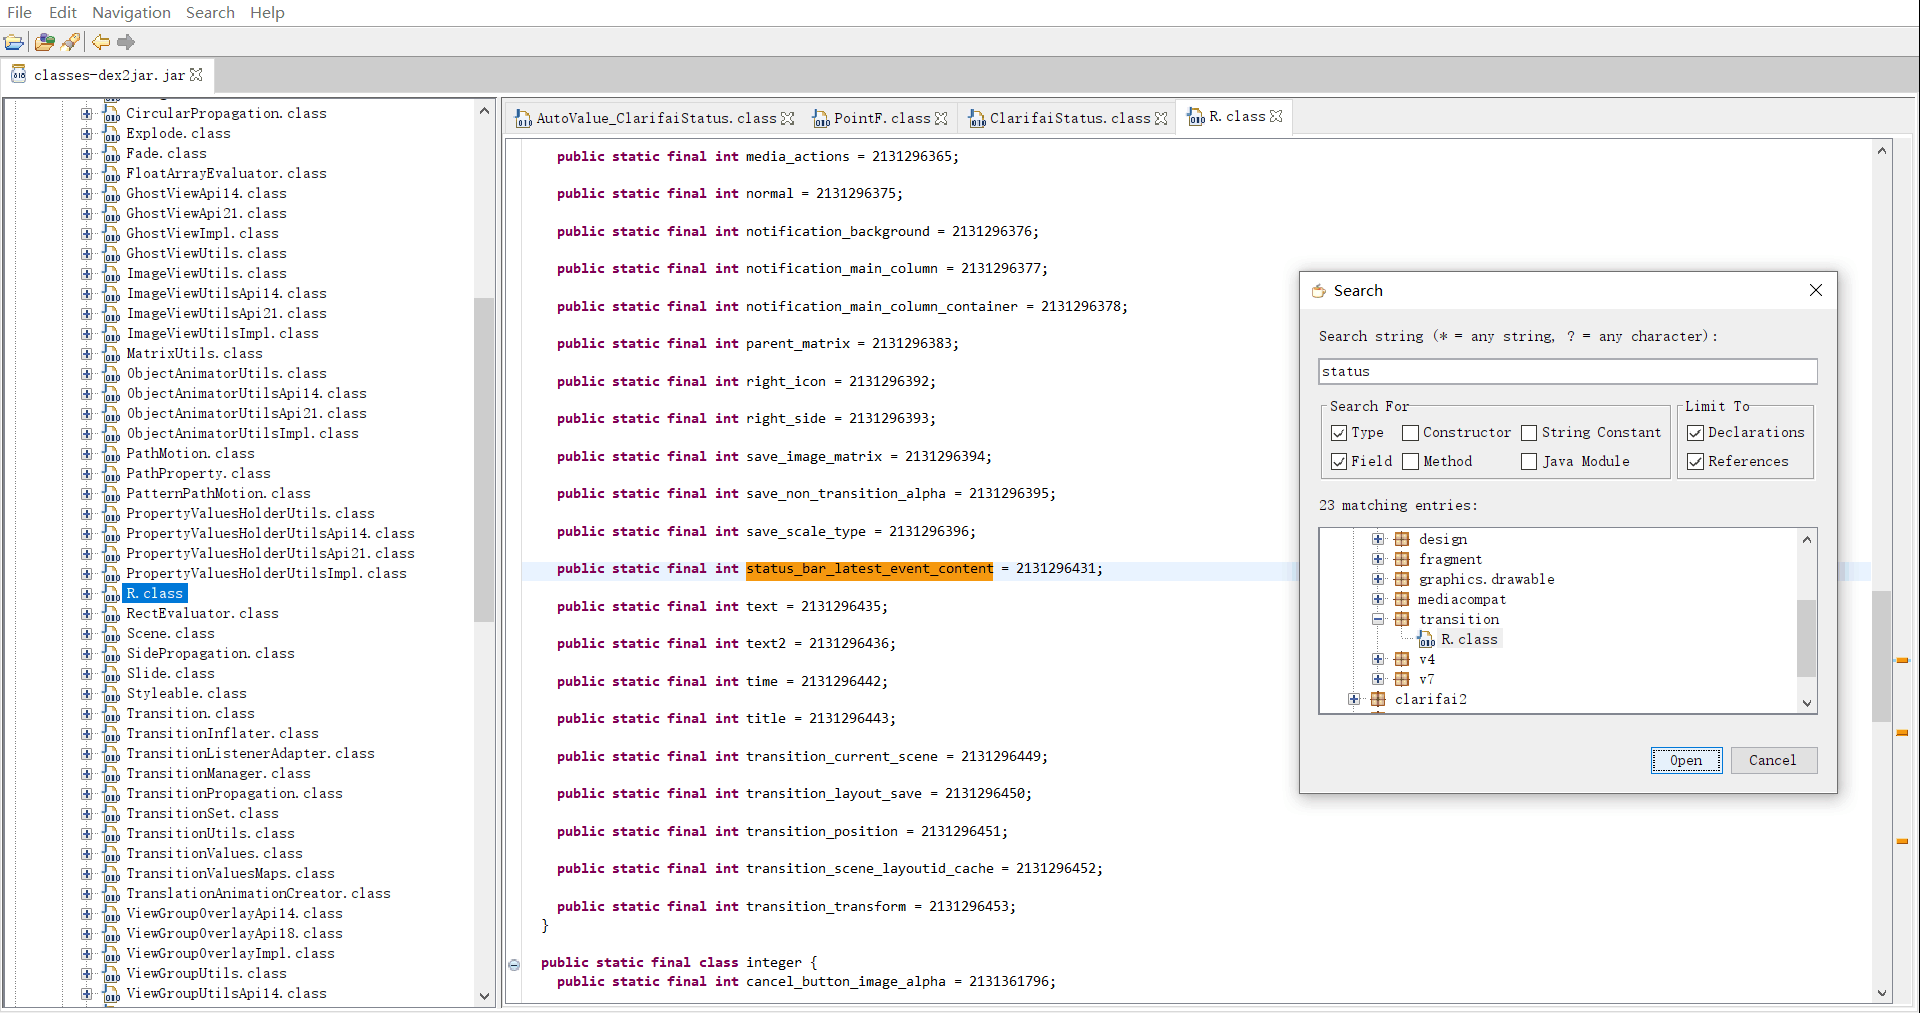 File Edit Navigation Search Help
classes-dex2jar.jar
CircularPropagation.class
Explode.class
Fade.class
FloatArrayEvaluator.class
GhostViewApi14.class
GhostViewApi21.class
GhostViewImpl.class
GhostViewUtils.class
ImageViewUtils.class
ImageViewUtilsApi14.class
ImageViewUtilsApi21.class
ImageViewUtilsImpl.class
MatrixUtils.class
ObjectAnimatorUtils.class
ObjectAnimatorUtilsApi14.class
ObjectAnimatorUtilsApi21.class
ObjectAnimatorUtilsImpl.class
PathMotion.class
PathProperty.class
PatternPathMotion.class
PropertyValuesHolderUtils.class
PropertyValuesHolderUtilsApi14.class
PropertyValuesHolderUtilsApi21.class
PropertyValuesHolderUtilsImpl.class
R.class
RectEvaluator.class
Scene.class
SidePropagation.class
Slide.class
Styleable.class
Transition.class
TransitionInflater.class
TransitionListenerAdapter.class
TransitionManager.class
TransitionPropagation.class
TransitionSet.class
TransitionUtils.class
TransitionValues.class
TransitionValuesMaps.class
TranslationAnimationCreator.class
ViewGroupOverlayApi14.class
ViewGroupOverlayApi18.class
ViewGroupOverlayImpl.class
ViewGroupUtils.class
ViewGroupUtilsApi14.class
AutoValue_ClarifaiStatus.class PointF.class ClarifaiStatus.class R.class
public static final int media_actions = 2131296365;
public static final int normal = 2131296375;
public static final int notification_background = 2131296376;
public static final int notification_main_column = 2131296377;
public static final int notification_main_column_container = 2131296378;
public static final int parent_matrix = 2131296383;
public static final int right_icon = 2131296392;
public static final int right_side = 2131296393;
public static final int save_image_matrix = 2131296394;
public static final int save_non_transition_alpha = 2131296395;
public static final int save_scale_type = 2131296396;
public static final int status_bar_latest_event_content = 2131296431;
public static final int text = 2131296435;
public static final int text2 = 2131296436;
public static final int time = 2131296442;
public static final int title = 2131296443;
public static final int transition_current_scene = 2131296449;
public static final int transition_layout_save = 2131296450;
public static final int transition_position = 2131296451;
public static final int transition_scene_layoutid_cache = 2131296452;
public static final int transition_transform = 2131296453;
}
public static final class integer {
public static final int cancel_button_image_alpha = 2131361796;
Search
Search string (* = any string, ? = any character):
status
Search For
Type Constructor String Constant
Field Method Java Module
Limit To
Declarations
References
23 matching entries:
design
fragment
graphics.drawable
mediacompat
transition
R.class
v4
v7
clarifai2
Open Cancel